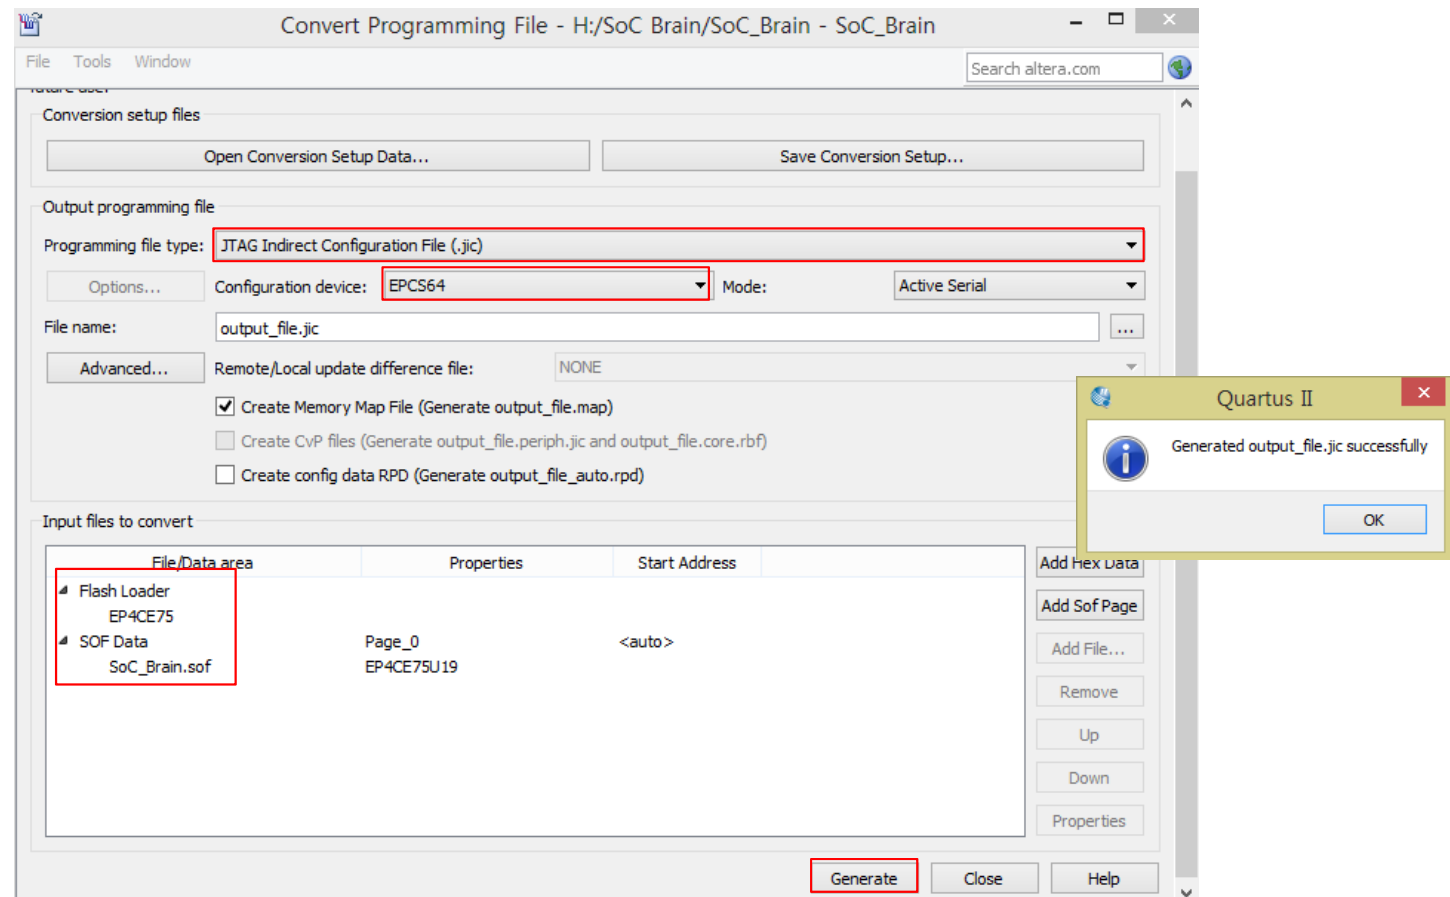 Convert Programming File - H:/SoC Brain/SoC_Brain - SoC_Brain
File Tools Window
Search altera.com
future use.
Conversion setup files
Open Conversion Setup Data... Save Conversion Setup...
Output programming file
Programming file type: JTAG Indirect Configuration File (.jic)
Options... Configuration device: EPCS64 Mode: Active Serial
File name: output_file.jic ...
Advanced... Remote/Local update difference file: NONE
Create Memory Map File (Generate output_file.map)
Create CvP files (Generate output_file.periph.jic and output_file.core.rbf)
Create config data RPD (Generate output_file_auto.rpd)
Quartus II
Generated output_file.jic successfully
OK
Input files to convert
File/Data area Properties Start Address
Flash Loader
EP4CE75
SOF Data Page_0 <auto>
SoC_Brain.sof EP4CE75U19
Add Hex Data
Add Sof Page
Add File...
Remove
Up
Down
Properties
Generate Close Help